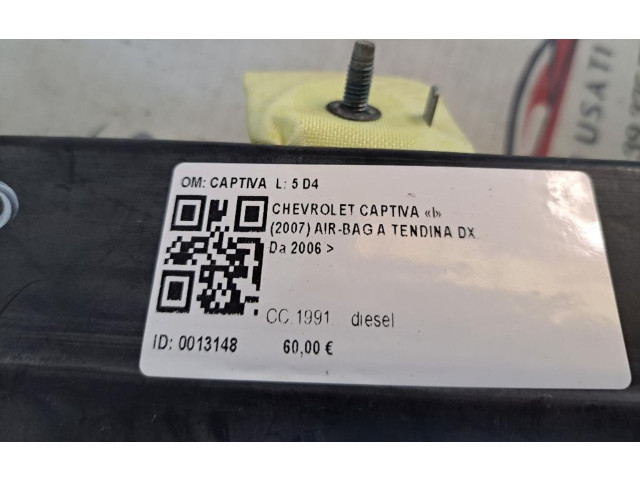 USATI
OM: CAPTIVA L: 5 D4
CHEVROLET CAPTIVA «I»
(2007) AIR-BAG A TENDINA DX.
Da 2006 >
CC. 1991 diesel
ID: 0013148 60,00 €